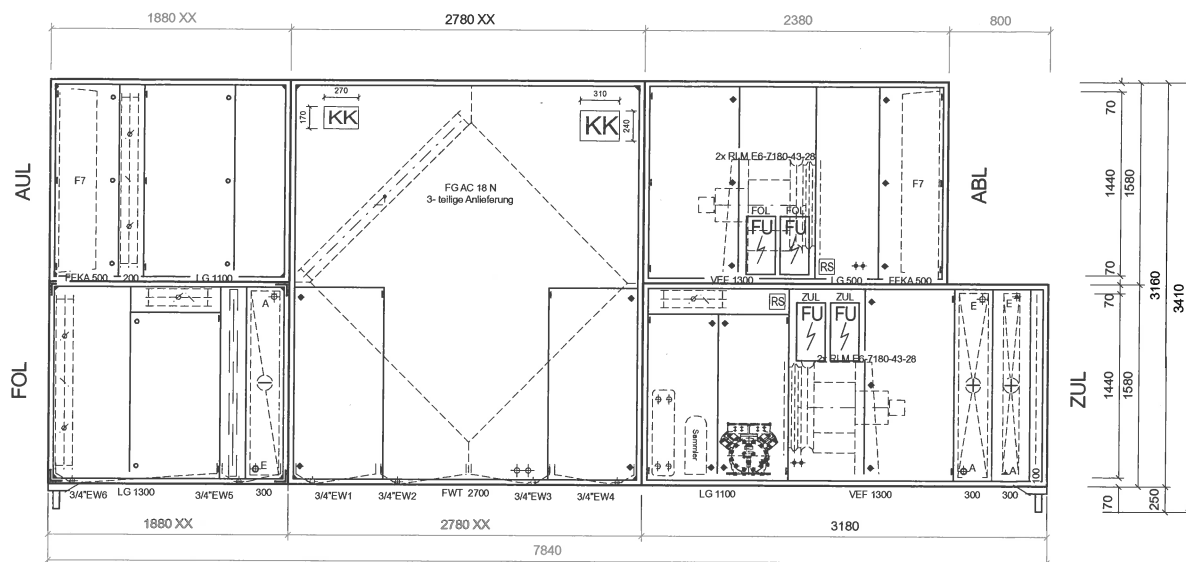 1880 XX
2780 XX
2380
800
270
170
KK
310
240
KK
70
AUL
F7
FG AC 18 N
3- teilige Anlieferung
2x RLM E6-7180-43-28
F7
ABL
1440
1580
FOL
FOL
FU
FU
RS
FEKA 500
200
LG 1100
VEF 1300
LG 500
FEKA 500
70
3160
3410
FOL
A
E
RS
ZUL
ZUL
FU
FU
2x RLM E6-7180-43-28
E
E
70
1440
1580
ZUL
Sammler
A
A
100
3/4"EW6
LG 1300
3/4"EW5
300
3/4"EW1
3/4"EW2
FWT 2700
3/4"EW3
3/4"EW4
LG 1100
VEF 1300
300
300
70
250
1880 XX
2780 XX
3180
7840